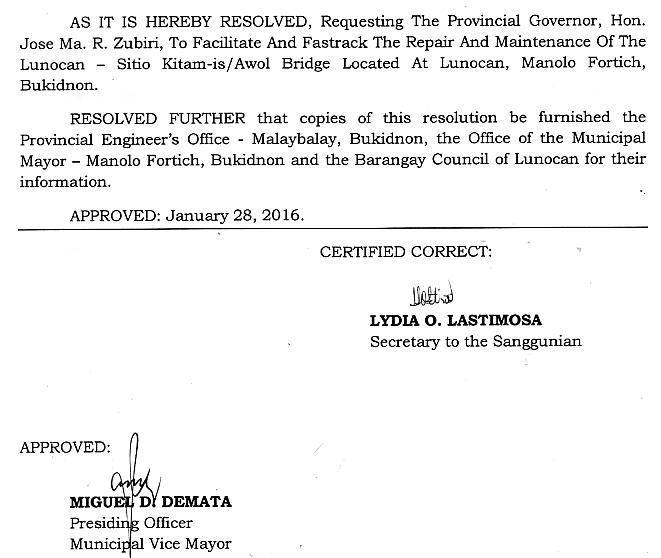 AS IT IS HEREBY RESOLVED, Requesting The Provincial Governor, Hon.
Jose Ma. R. Zubiri, To Facilitate And Fastrack The Repair And Maintenance Of The
Lunocan – Sitio Kitam-is/Awol Bridge Located At Lunocan, Manolo Fortich,
Bukidnon.
RESOLVED FURTHER that copies of this resolution be furnished the
Provincial Engineer's Office - Malaybalay, Bukidnon, the Office of the Municipal
Mayor – Manolo Fortich, Bukidnon and the Barangay Council of Lunocan for their
information.
APPROVED: January 28, 2016.
CERTIFIED CORRECT:
LYDIA O. LASTIMOSA
Secretary to the Sanggunian
APPROVED:
MIGUEL D. DEMATA
Presiding Officer
Municipal Vice Mayor